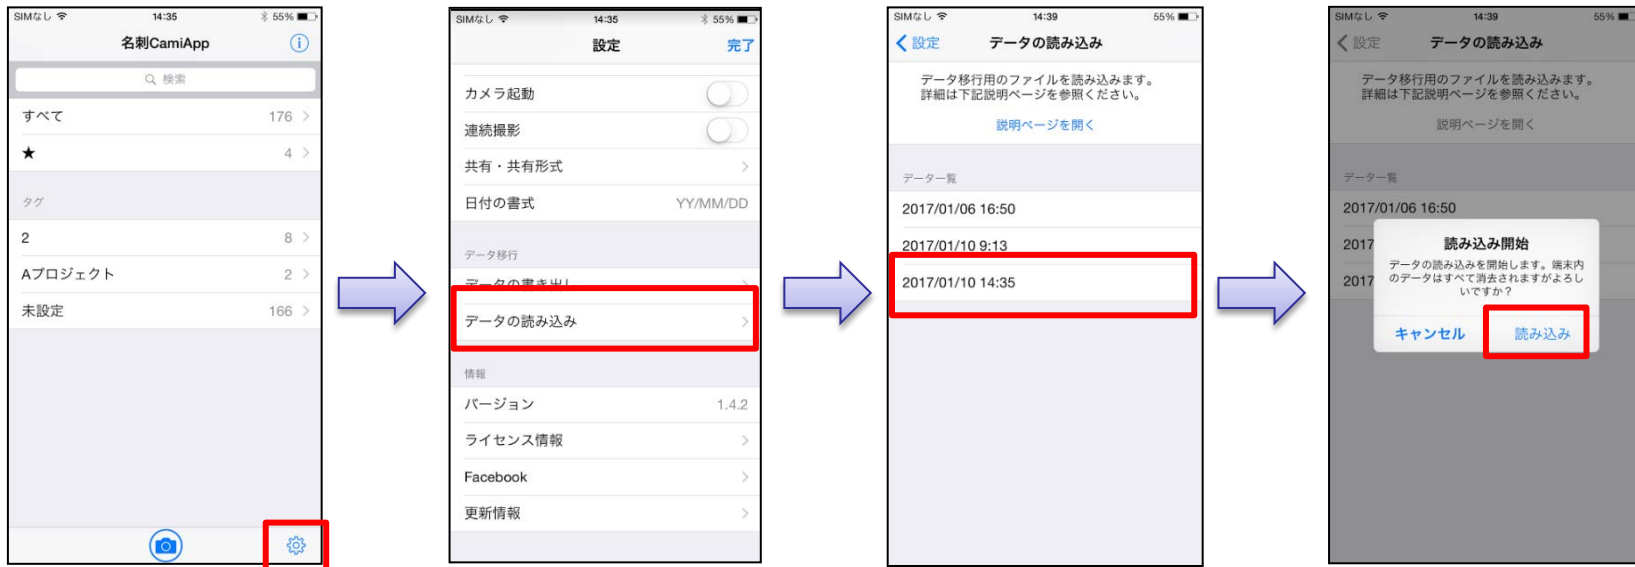 SIMなし 14:35 55%
名刺CamiApp
検索
すべて 176
★ 4
タグ
2 8
Aプロジェクト 2
未設定 166
SIMなし 14:35 55%
設定 完了
カメラ起動
連続撮影
共有・共有形式
日付の書式 YY/MM/DD
データ移行
データの書き出し
データの読み込み
情報
バージョン 1.4.2
ライセンス情報
Facebook
更新情報
SIMなし 14:39 55%
設定 データの読み込み
データ移行用のファイルを読み込みます。
詳細は下記説明ページを参照ください。
説明ページを開く
データ一覧
2017/01/06 16:50
2017/01/10 9:13
2017/01/10 14:35
SIMなし 14:39 55%
設定 データの読み込み
データ移行用のファイルを読み込みます。
詳細は下記説明ページを参照ください。
説明ページを開く
データ一覧
2017/01/06 16:50
2017
2017
読み込み開始
データの読み込みを開始します。端末内
のデータはすべて消去されますがよろし
いですか？
キャンセル 読み込み